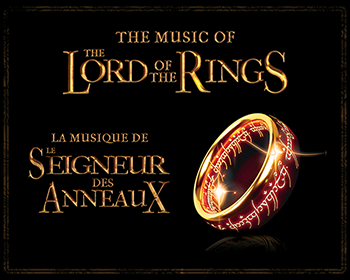 THE MUSIC OF
THE
LORD OF THE RINGS
LA MUSIQUE DE
LE
SEIGNEUR
DES
ANNEAUX